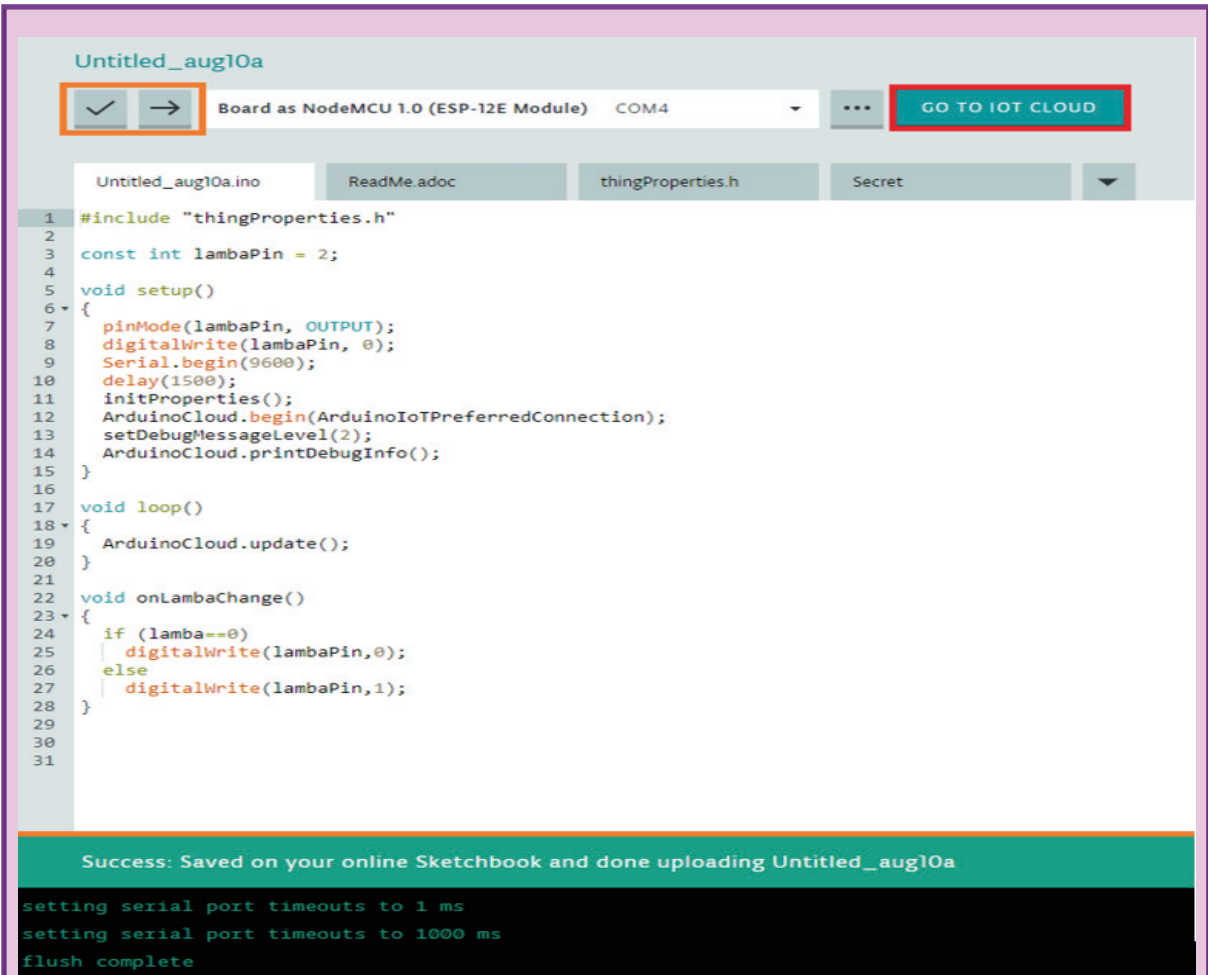 Untitled_aug10a
Board as NodeMCU 1.0 (ESP-12E Module) COM4 ••• GO TO IOT CLOUD
Untitled_aug10a.ino ReadMe.adoc thingProperties.h Secret
1 #include "thingProperties.h"
2
3 const int lambaPin = 2;
4
5 void setup()
6 {
7 pinMode(lambaPin, OUTPUT);
8 digitalWrite(lambaPin, 0);
9 Serial.begin(9600);
10 delay(1500);
11 initProperties();
12 ArduinoCloud.begin(ArduinoIoTPreferredConnection);
13 setDebugMessageLevel(2);
14 ArduinoCloud.printDebugInfo();
15 }
16
17 void loop()
18 {
19 ArduinoCloud.update();
20 }
21
22 void onLambaChange()
23 {
24 if (lamba==0)
25 digitalWrite(lambaPin,0);
26 else
27 digitalWrite(lambaPin,1);
28 }
29
30
31
Success: Saved on your online Sketchbook and done uploading Untitled_aug10a
setting serial port timeouts to 1 ms
setting serial port timeouts to 1000 ms
flush complete